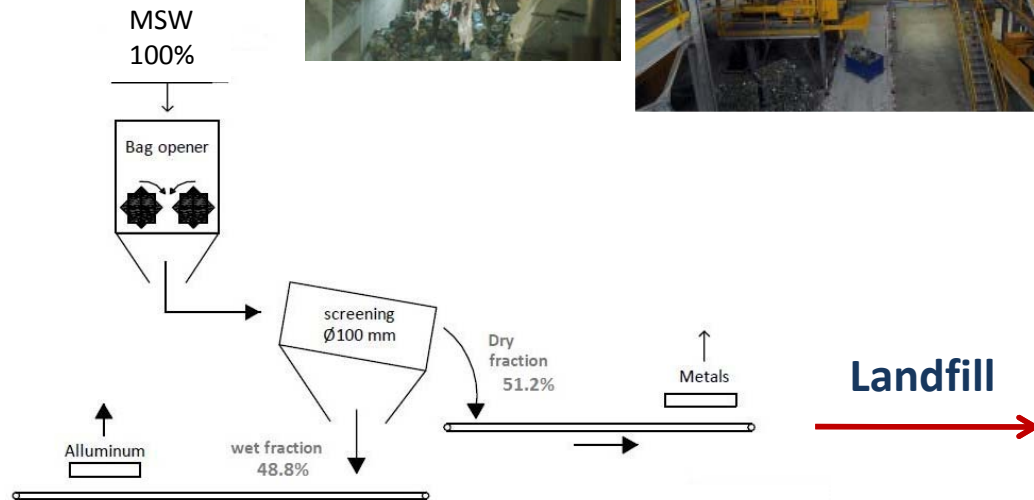 MSW
100%
Bag opener
screening
Ø100 mm
Dry
fraction
51.2%
Metals
Landfill
Alluminum
wet fraction
48.8%